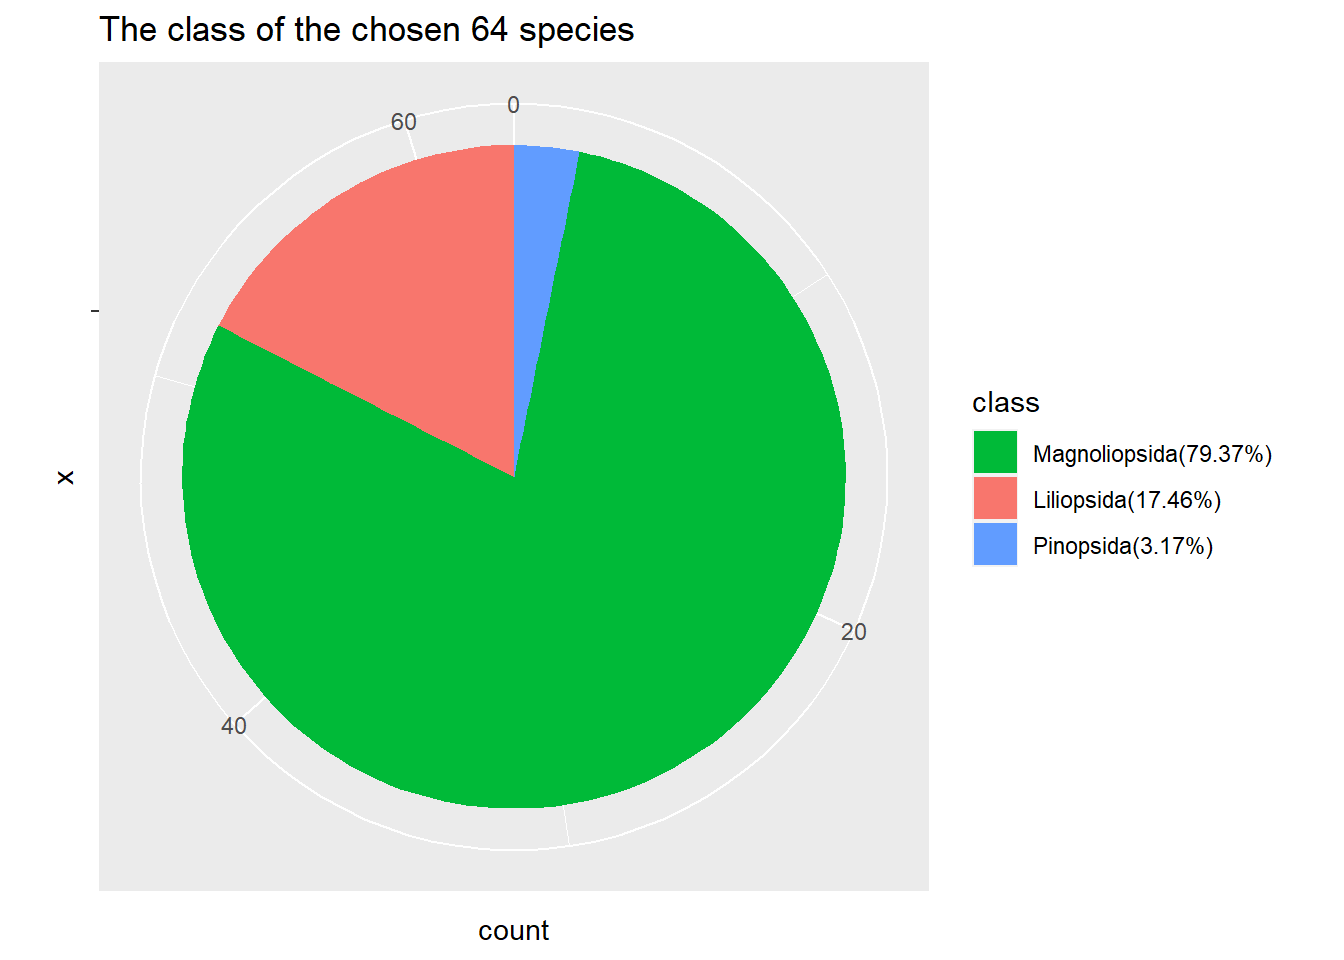 The class of the chosen 64 species
0
60
x
20
40
count
class
Magnoliopsida(79.37%)
Liliopsida(17.46%)
Pinopsida(3.17%)